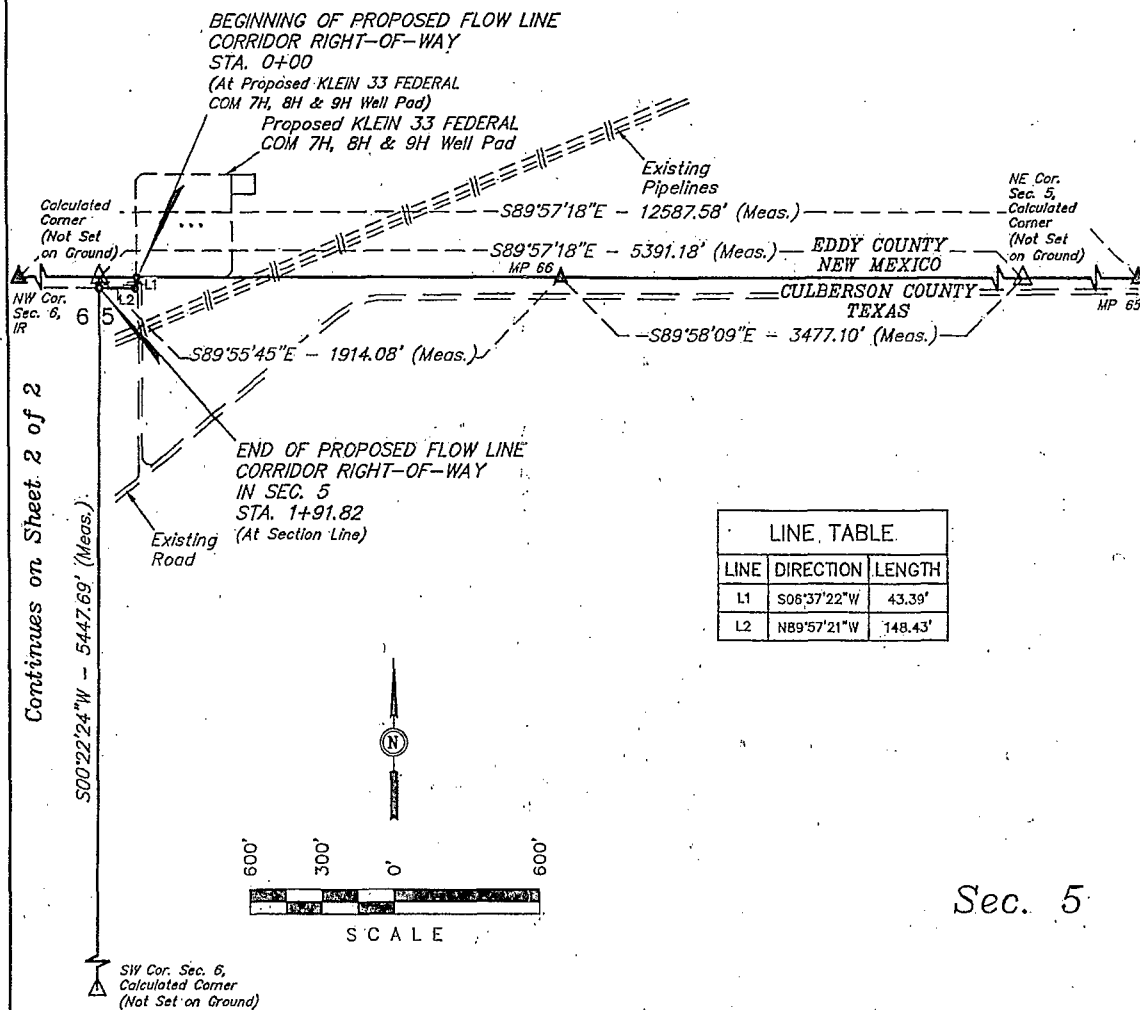 BEGINNING OF PROPOSED FLOW LINE
CORRIDOR RIGHT-OF-WAY
STA. 0+00
(At Proposed KLEIN 33 FEDERAL
COM 7H, 8H & 9H Well Pad)
Proposed KLEIN 33 FEDERAL
COM 7H, 8H & 9H Well Pad
Existing
Pipelines
Calculated
Corner
(Not Set
on Ground)
NE Cor.
Sec. 5,
Calculated
Corner
(Not Set
on Ground)
S89°57'18"E - 12587.58' (Meas.)
S89°57'18"E - 5391.18' (Meas.)
EDDY COUNTY
NEW MEXICO
MP 66
L1
L2
CULBERSON COUNTY
TEXAS
MP 65
NW Cor.
Sec. 6,
IR
6 5
S89°55'45"E - 1914.08' (Meas.)
S89°58'09"E - 3477.10' (Meas.)
END OF PROPOSED FLOW LINE
CORRIDOR RIGHT-OF-WAY
IN SEC. 5
STA. 1+91.82
(At Section Line)
Existing
Road
Continues on Sheet 2 of 2
S00°22'24"W - 5447.69' (Meas.)
LINE TABLE
LINE DIRECTION LENGTH
L1 S06°37'22"W 43.39'
L2 N89°57'21"W 148.43'
N
600' 300' 0' 600'
SCALE
Sec. 5
SW Cor. Sec. 6,
Calculated Corner
(Not Set on Ground)